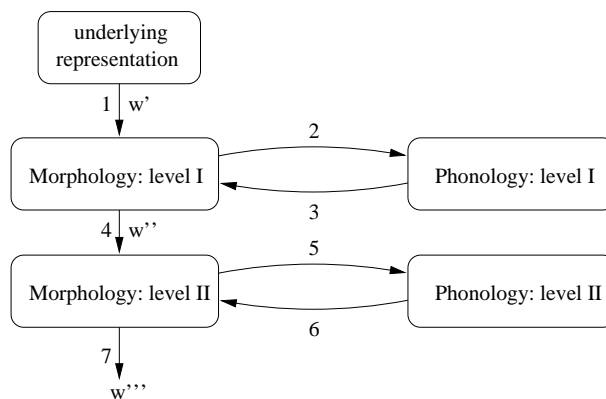 underlying
representation
1 w'
2
Morphology: level I
Phonology: level I
3
4 w''
5
Morphology: level II
Phonology: level II
6
7
w'''